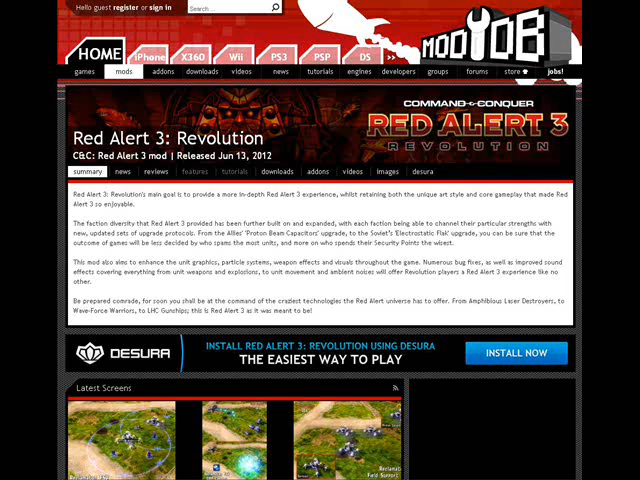 Hello guest register or sign in
Search ...
MODDB
HOME iPhone X360 Wii PS3 PSP DS >>
games mods addons downloads videos news tutorials engines developers groups forums store jobs!
COMMAND & CONQUER
RED ALERT 3
REVOLUTION
Red Alert 3: Revolution
C&C: Red Alert 3 mod | Released Jun 13, 2012
summary news reviews features tutorials downloads addons videos images desura
Red Alert 3: Revolution's main goal is to provide a more in-depth Red Alert 3 experience, whilst retaining both the unique art style and core gameplay that made Red
Alert 3 so enjoyable.
The faction diversity that Red Alert 3 provided has been further built on and expanded, with each faction being able to channel their particular strengths with
new, updated sets of upgrade protocols. From the Allies' 'Proton Beam Capacitors' upgrade, to the Soviet's 'Electrostatic Flak' upgrade, you can be sure that the
outcome of games will be less decided by who spams the most units, and more on who spends their Security Points the wisest.
This mod also aims to enhance the unit graphics, particle systems, weapon effects and visuals throughout the game. Numerous bug fixes, as well as improved sound
effects covering everything from unit weapons and explosions, to unit movement and ambient noises will offer Revolution players a Red Alert 3 experience like no
other.
Be prepared comrade, for soon you shall be at the command of the craziest technologies the Red Alert universe has to offer. From Amphibious Laser Destroyers, to
Wave-Force Warriors, to LHC Gunships; this is Red Alert 3 as it was meant to be!
DESURA
INSTALL RED ALERT 3: REVOLUTION USING DESURA
THE EASIEST WAY TO PLAY
INSTALL NOW
Latest Screens
Reclamator
Field Support